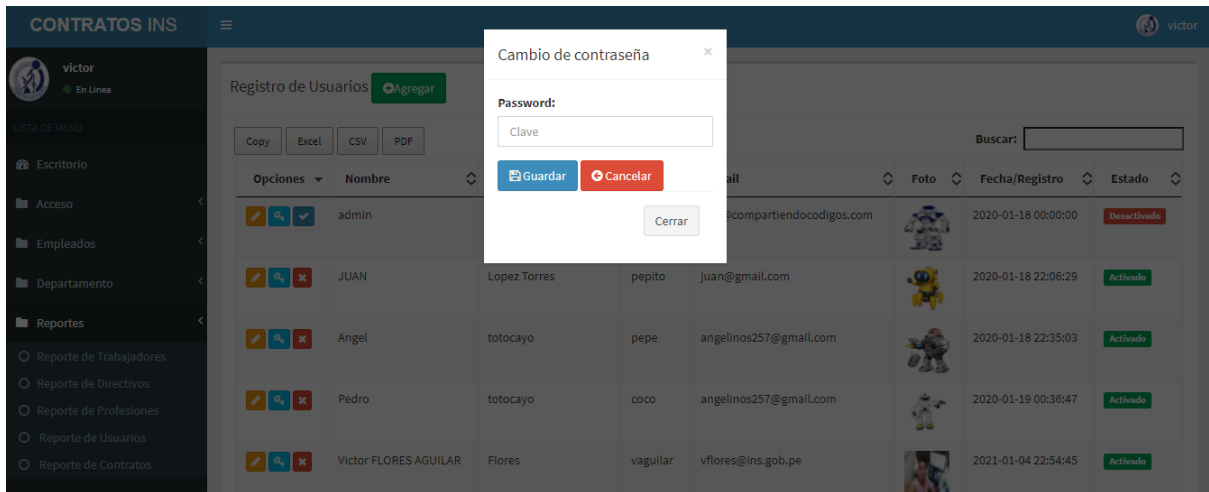 CONTRATOS INS
victor
victor
En Linea
LISTA DE MENU
Escritorio
Acceso
Empleados
Departamento
Reportes
Reporte de Trabajadores
Reporte de Directivos
Reporte de Profesiones
Reporte de Usuarios
Reporte de Contratos
Registro de Usuarios Agregar
Copy Excel CSV PDF
Buscar:
Opciones Nombre ail Foto Fecha/Registro Estado
admin @compartiendocodigos.com 2020-01-18 00:00:00 Desactivado
JUAN Lopez Torres pepito juan@gmail.com 2020-01-18 22:06:29 Activado
Angel totocayo pepe angelinos257@gmail.com 2020-01-18 22:35:03 Activado
Pedro totocayo coco angelinos257@gmail.com 2020-01-19 00:36:47 Activado
Victor FLORES AGUILAR Flores vaguilar vflores@ins.gob.pe 2021-01-04 22:54:45 Activado
Cambio de contraseña ×
Password:
Clave
Guardar Cancelar
Cerrar